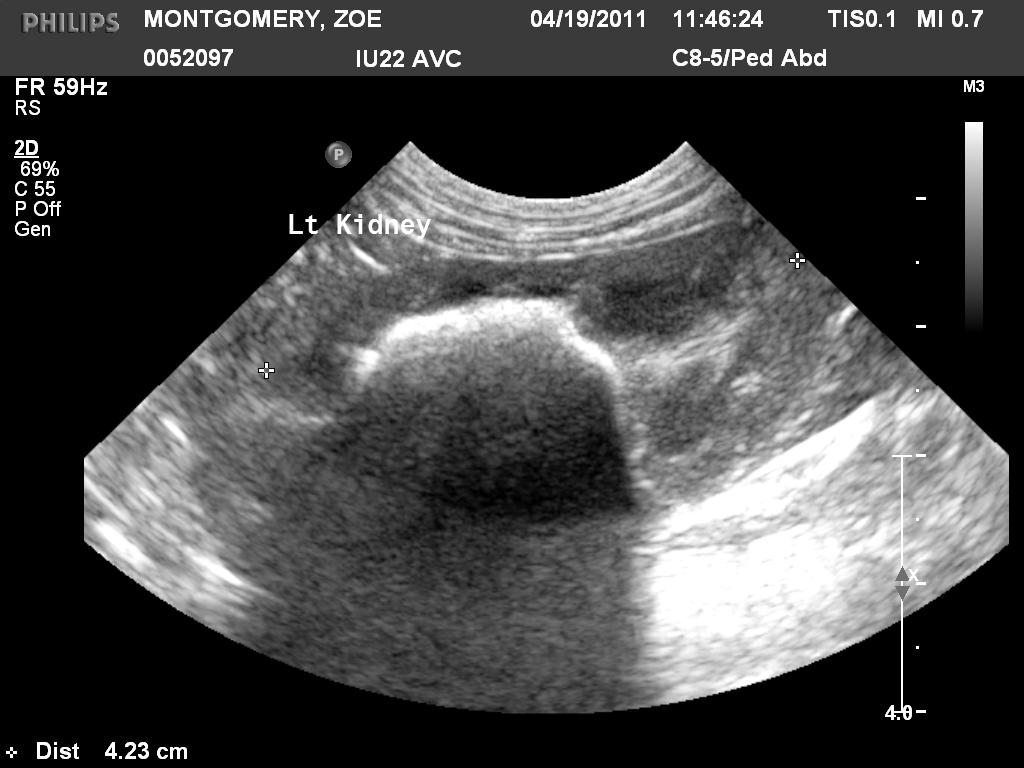 PHILIPS MONTGOMERY, ZOE 04/19/2011 11:46:24 TIS0.1 MI 0.7
0052097 IU22 AVC C8-5/Ped Abd
FR 59Hz M3
RS
2D
69%
C 55
P Off
Gen
P
Lt Kidney
X
4.0
Dist 4.23 cm